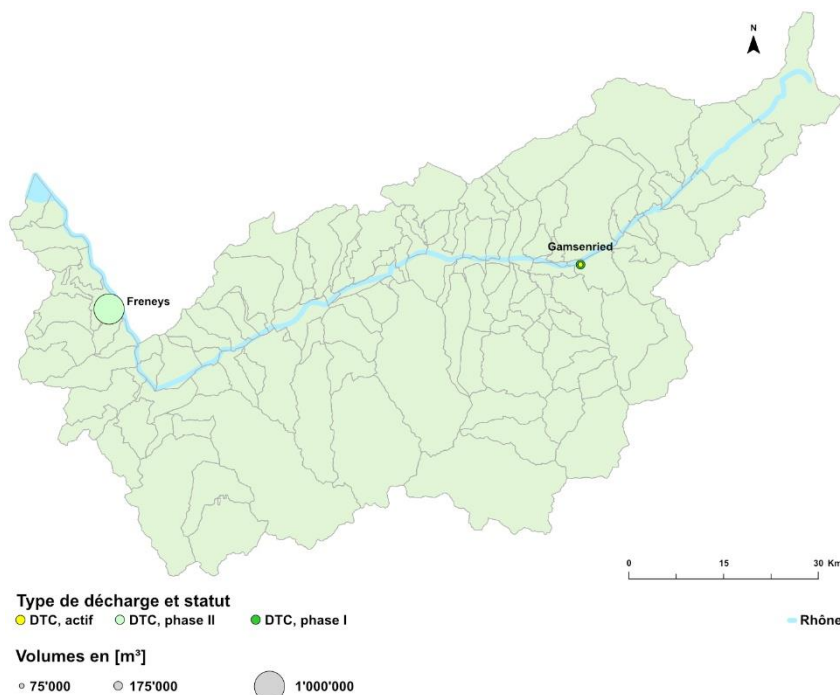 N
Gamsenried
Freneys
0 15 30 Km
Type de décharge et statut
DTC, actif DTC, phase II DTC, phase I
Rhône
Volumes en [m³]
75'000 175'000 1'000'000